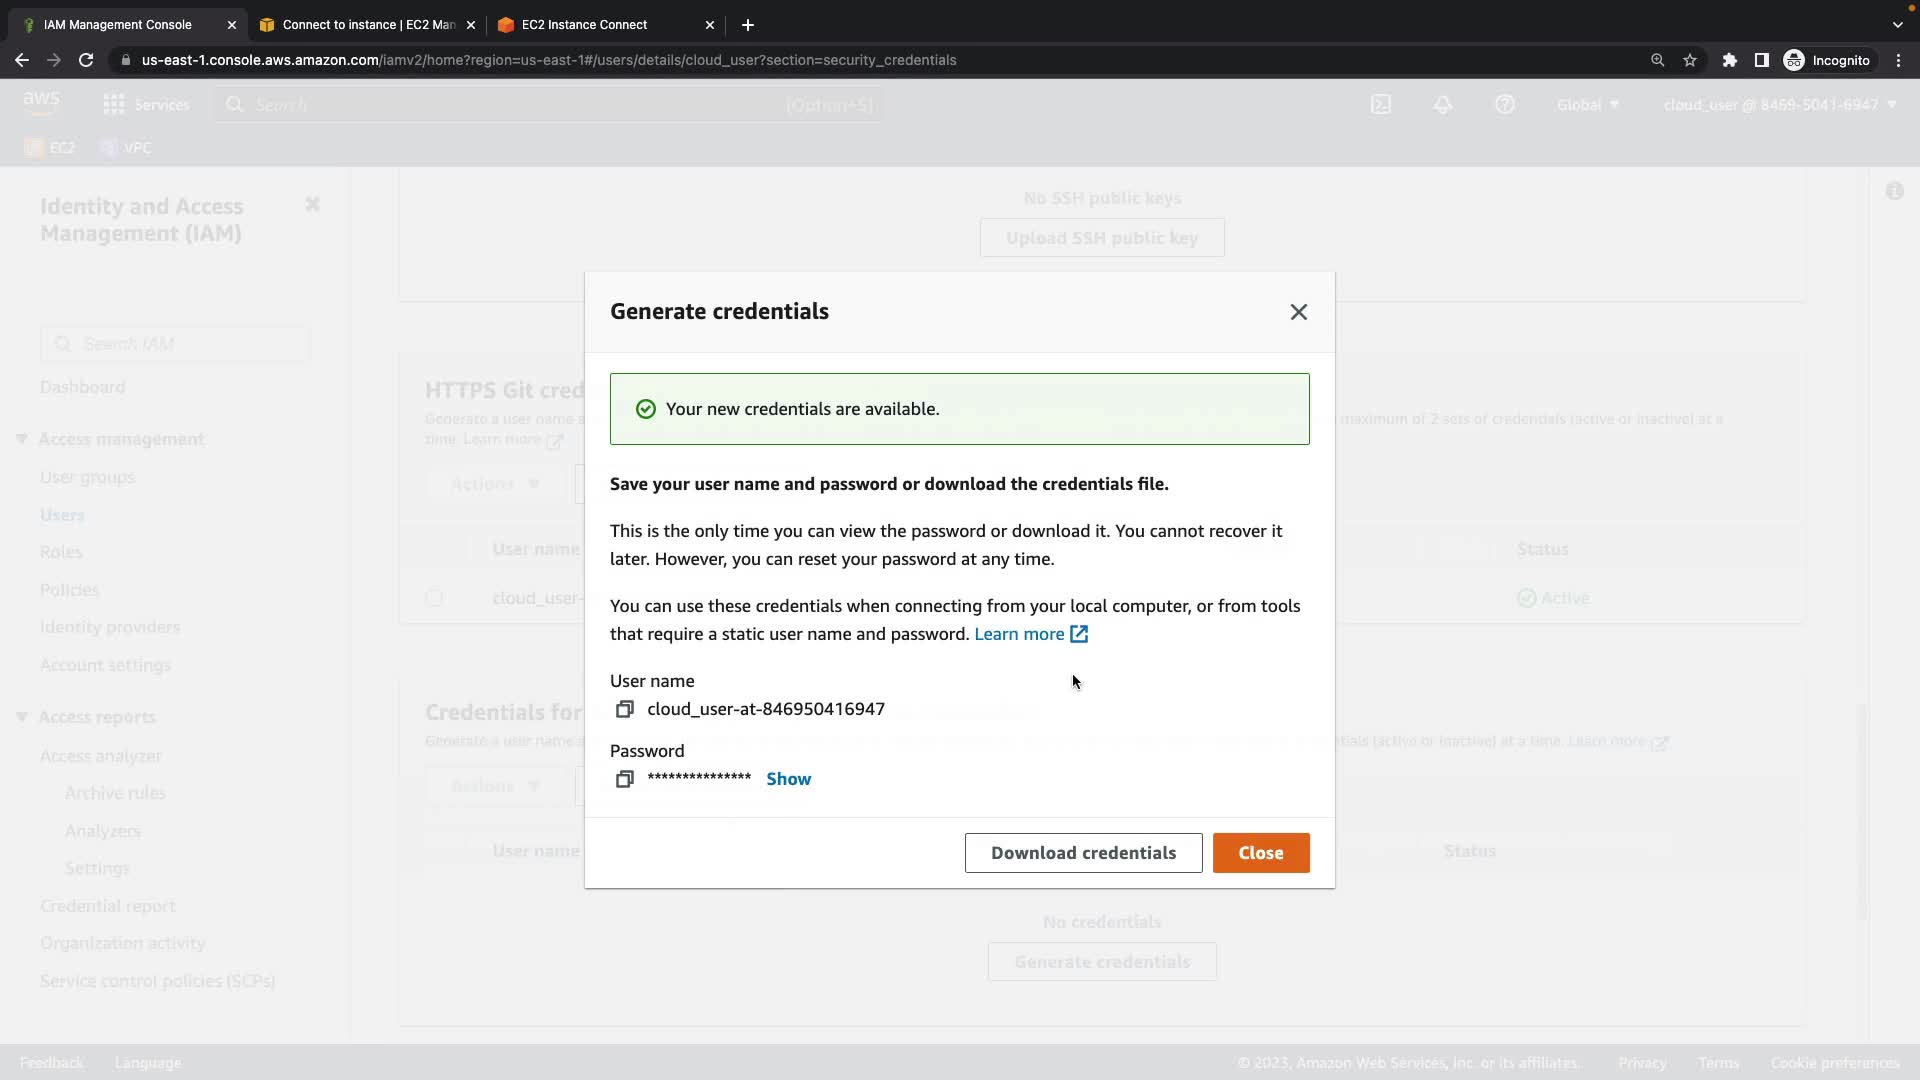 IAM Management Console
Connect to instance | EC2 Man
EC2 Instance Connect
us-east-1.console.aws.amazon.com/iamv2/home?region=us-east-1#/users/details/cloud_user?section=security_credentials
Incognito
aws
Services
Search
[Option+S]
Global
cloud_user @ 8469-5041-6947
EC2
VPC
Identity and Access
Management (IAM)
Search IAM
Dashboard
Access management
User groups
Users
Roles
Policies
Identity providers
Account settings
Access reports
Access analyzer
Archive rules
Analyzers
Settings
Credential report
Organization activity
Service control policies (SCPs)
No SSH public keys
Upload SSH public key
HTTPS Git cred
Generate a user name a
maximum of 2 sets of credentials (active or inactive) at a
time. Learn more
Actions
User name
Status
cloud_user-
Active
Credentials for
Generate a user name a
tials (active or inactive) at a time. Learn more
Actions
User name
Status
No credentials
Generate credentials
Generate credentials
Your new credentials are available.
Save your user name and password or download the credentials file.
This is the only time you can view the password or download it. You cannot recover it
later. However, you can reset your password at any time.
You can use these credentials when connecting from your local computer, or from tools
that require a static user name and password. Learn more
User name
cloud_user-at-846950416947
Password
*************** Show
Download credentials
Close
Feedback
Language
© 2023, Amazon Web Services, Inc. or its affiliates.
Privacy
Terms
Cookie preferences